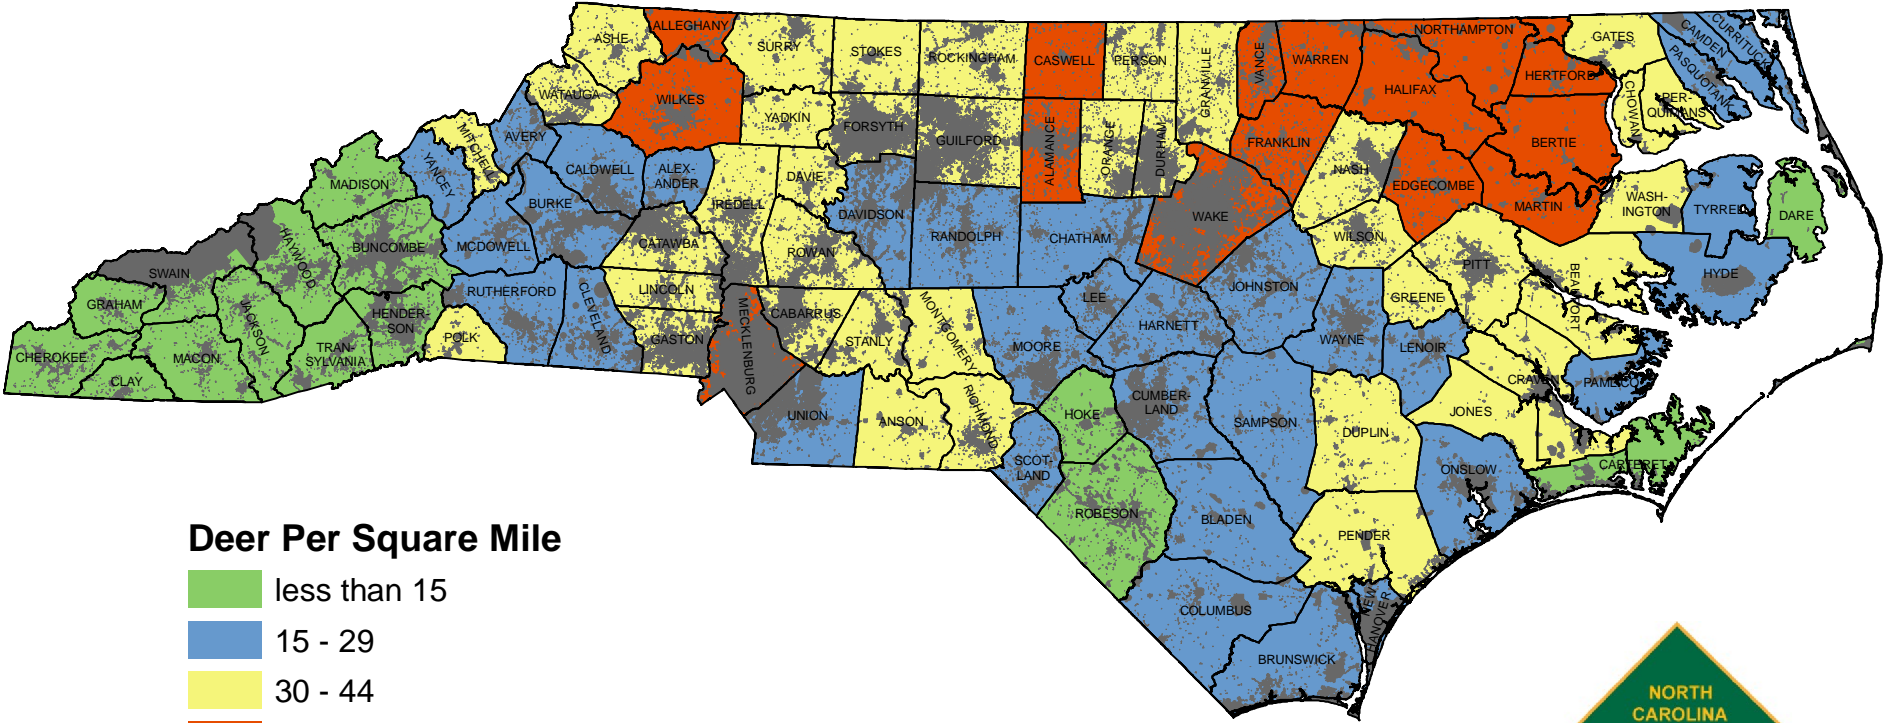 ALLEGHANY
ASHE
SURRY
STOKES
ROCKINGHAM
CASWELL
PERSON
GRANVILLE
VANCE
WARREN
NORTHAMPTON
GATES
CURRITUCK
CAMDEN
PASQUOTANK
HERTFORD
HALIFAX
WATAUGA
WILKES
YADKIN
FORSYTH
GUILFORD
ALAMANCE
ORANGE
DURHAM
FRANKLIN
NASH
BERTIE
CHOWAN
PER-
QUIMANS
MITCHELL
AVERY
YANCEY
CALDWELL
ALEX-
ANDER
IREDELL
DAVIE
EDGECOMBE
MARTIN
WASH-
INGTON
TYRRELL
DARE
MADISON
BURKE
DAVIDSON
RANDOLPH
CHATHAM
WAKE
WILSON
PITT
BEAUFORT
HYDE
HAYWOOD
BUNCOMBE
MCDOWELL
CATAWBA
ROWAN
SWAIN
GRAHAM
JACKSON
HENDER-
SON
RUTHERFORD
CLEVELAND
LINCOLN
GASTON
MECKLENBURG
CABARRUS
STANLY
MONTGOMERY
MOORE
LEE
HARNETT
JOHNSTON
WAYNE
GREENE
LENOIR
CRAVEN
PAMLICO
CHEROKEE
CLAY
MACON
TRAN-
SYLVANIA
POLK
UNION
ANSON
RICHMOND
SCOT-
LAND
HOKE
CUMBER-
LAND
SAMPSON
DUPLIN
JONES
ONSLOW
CARTERET
ROBESON
BLADEN
PENDER
COLUMBUS
BRUNSWICK
NEW
HANOVER
Deer Per Square Mile
less than 15
15 - 29
30 - 44
NORTH
CAROLINA